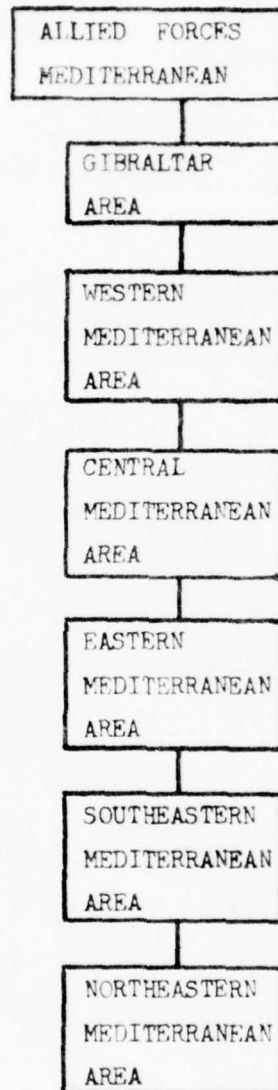 ALLIED FORCES
MEDITERRANEAN
GIBRALTAR
AREA
WESTERN
MEDITERRANEAN
AREA
CENTRAL
MEDITERRANEAN
AREA
EASTERN
MEDITERRANEAN
AREA
SOUTHEASTERN
MEDITERRANEAN
AREA
NORTHEASTERN
MEDITERRANEAN
AREA